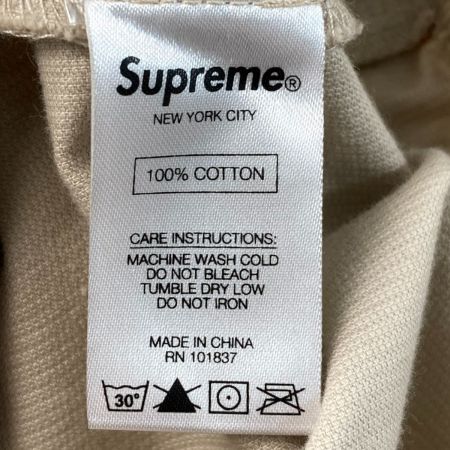 Supreme®
NEW YORK CITY
100% COTTON
CARE INSTRUCTIONS:
MACHINE WASH COLD
DO NOT BLEACH
TUMBLE DRY LOW
DO NOT IRON
MADE IN CHINA
RN 101837
30°